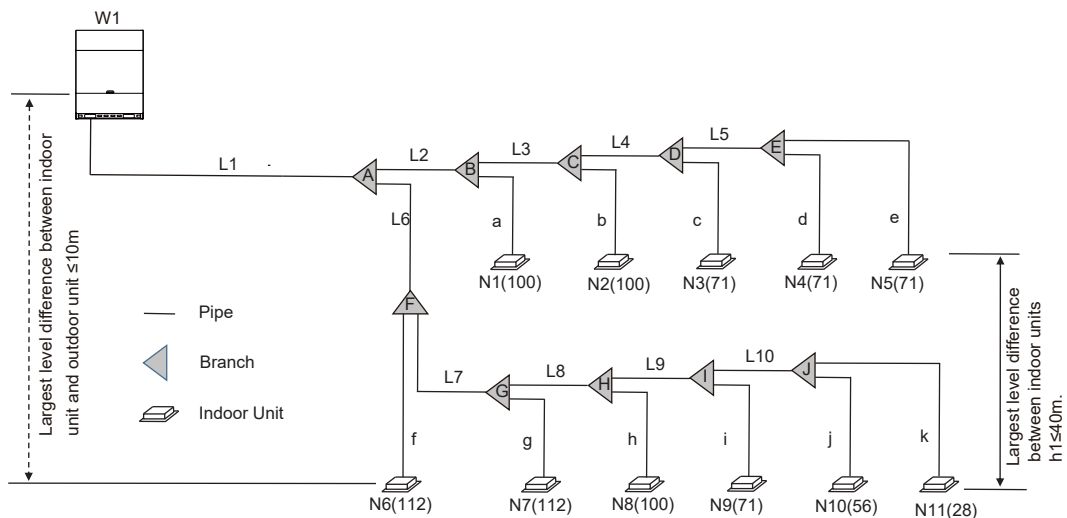 W1
Largest level difference between indoor
unit and outdoor unit ≤10m
L1
L2
L3
L4
L5
A
B
C
D
E
L6
a
b
c
d
e
N1(100)
N2(100)
N3(71)
N4(71)
N5(71)
Pipe
Branch
Indoor Unit
F
L7
L8
L9
L10
G
H
I
J
f
g
h
i
j
k
N6(112)
N7(112)
N8(100)
N9(71)
N10(56)
N11(28)
Largest level difference
between indoor units
h1≤40m.